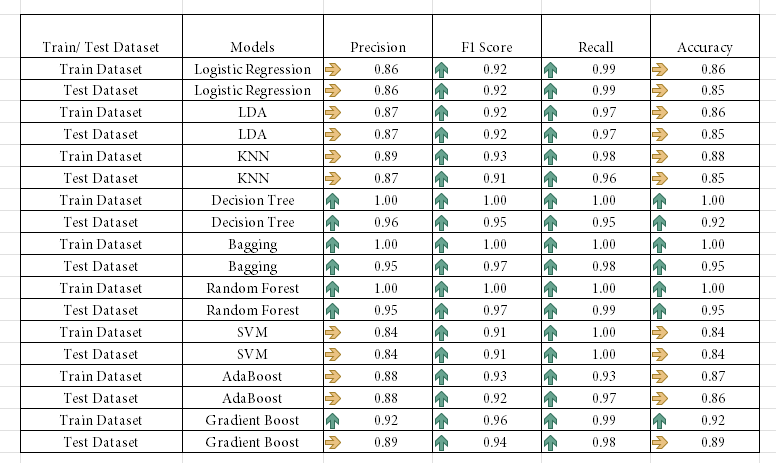 Train/ Test Dataset Models Precision F1 Score Recall Accuracy
Train Dataset Logistic Regression 0.86 0.92 0.99 0.86
Test Dataset Logistic Regression 0.86 0.92 0.99 0.85
Train Dataset LDA 0.87 0.92 0.97 0.86
Test Dataset LDA 0.87 0.92 0.97 0.85
Train Dataset KNN 0.89 0.93 0.98 0.88
Test Dataset KNN 0.87 0.91 0.96 0.85
Train Dataset Decision Tree 1.00 1.00 1.00 1.00
Test Dataset Decision Tree 0.96 0.95 0.95 0.92
Train Dataset Bagging 1.00 1.00 1.00 1.00
Test Dataset Bagging 0.95 0.97 0.98 0.95
Train Dataset Random Forest 1.00 1.00 1.00 1.00
Test Dataset Random Forest 0.95 0.97 0.99 0.95
Train Dataset SVM 0.84 0.91 1.00 0.84
Test Dataset SVM 0.84 0.91 1.00 0.84
Train Dataset AdaBoost 0.88 0.93 0.93 0.87
Test Dataset AdaBoost 0.88 0.92 0.97 0.86
Train Dataset Gradient Boost 0.92 0.96 0.99 0.92
Test Dataset Gradient Boost 0.89 0.94 0.98 0.89